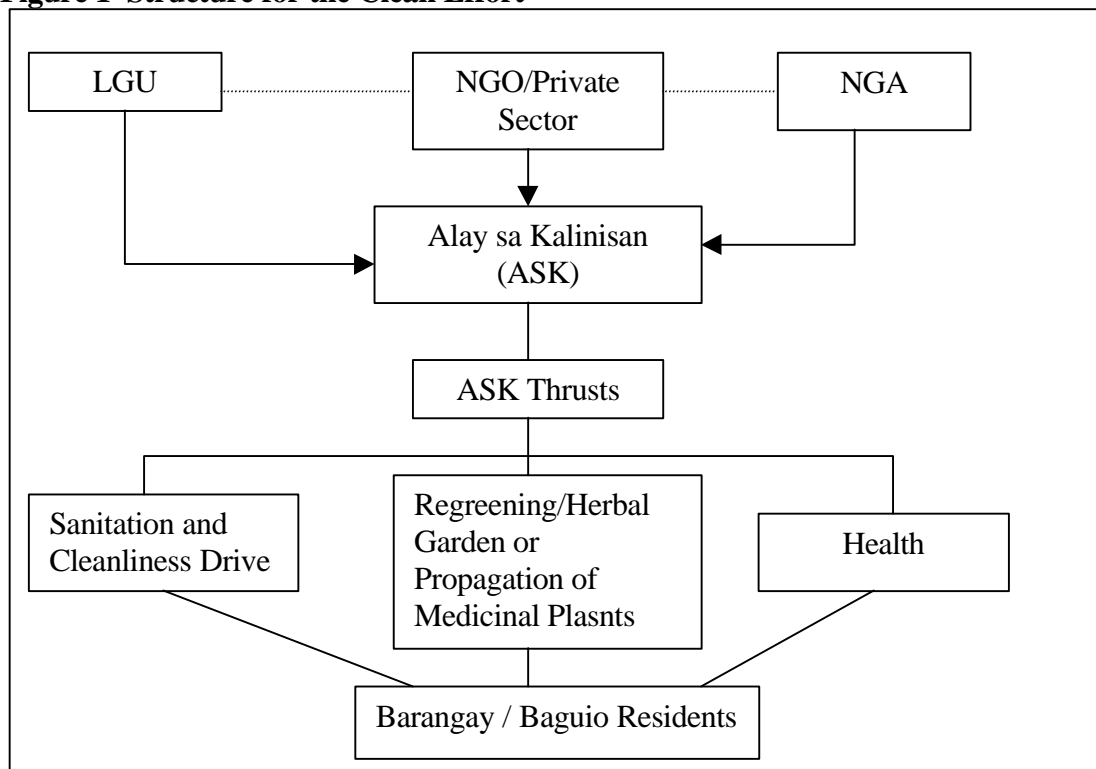 Figure 1 Structure for the Clean Effort
LGU
NGO/Private
Sector
NGA
Alay sa Kalinisan
(ASK)
ASK Thrusts
Sanitation and
Cleanliness Drive
Regreening/Herbal
Garden or
Propagation of
Medicinal Plasnts
Health
Barangay / Baguio Residents